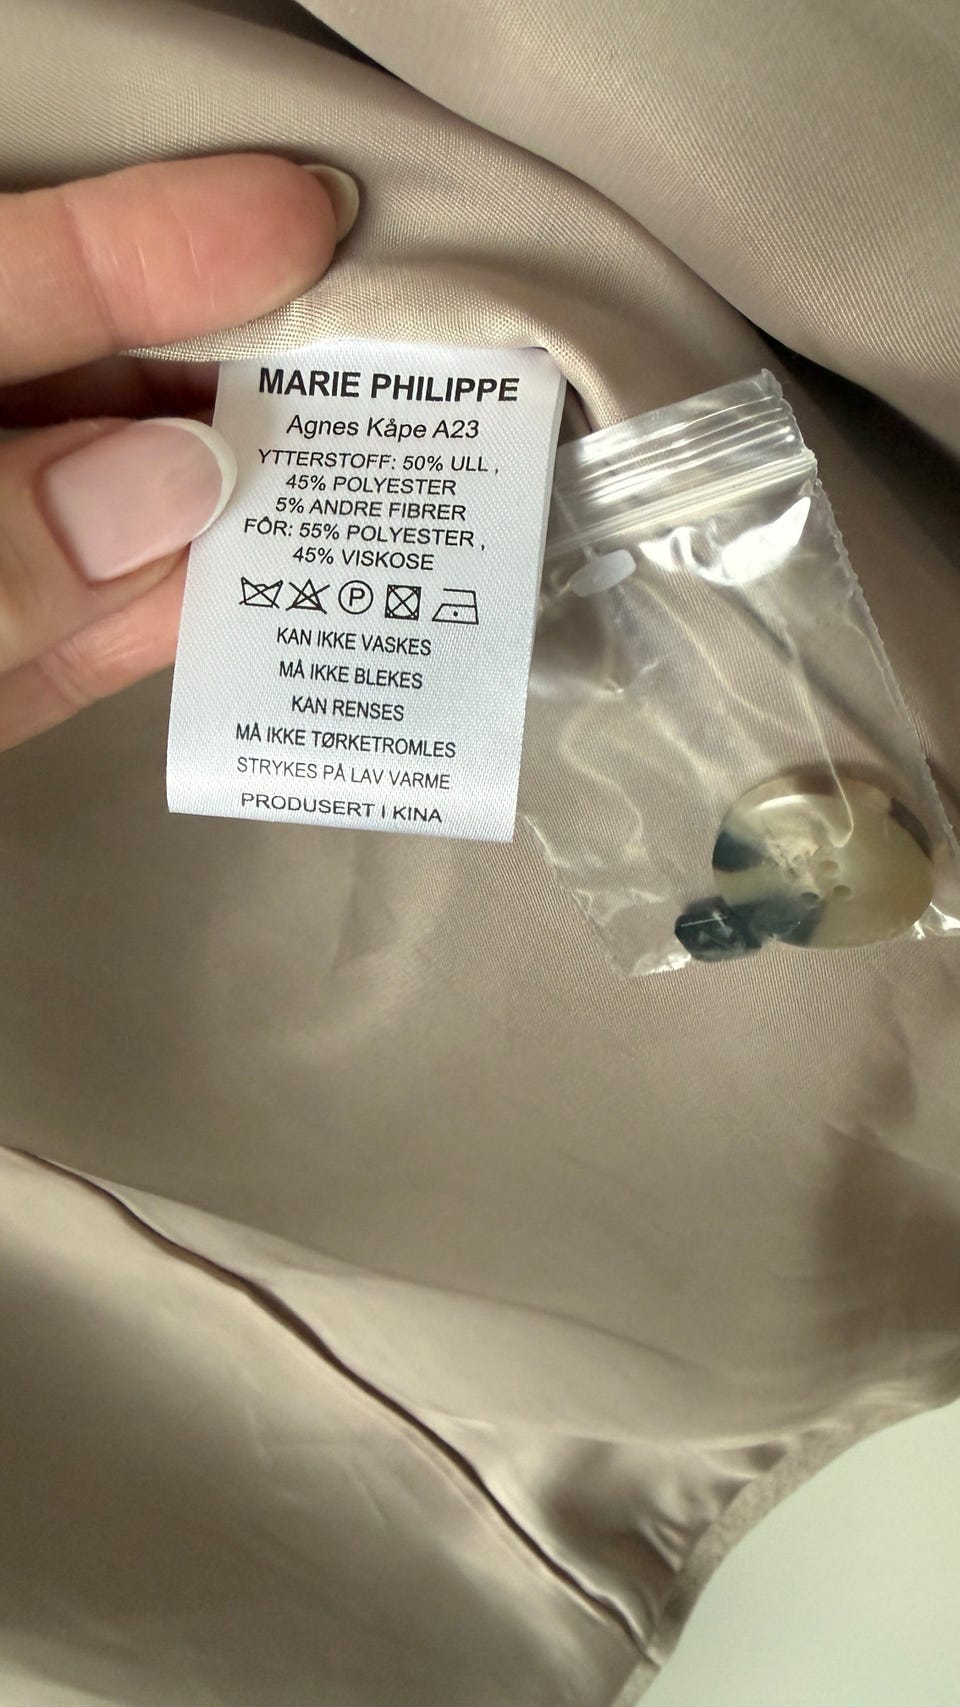 MARIE PHILIPPE
Agnes Kåpe A23
YTTERSTOFF: 50% ULL ,
45% POLYESTER
5% ANDRE FIBRER
FÔR: 55% POLYESTER ,
45% VISKOSE
P
KAN IKKE VASKES
MÅ IKKE BLEKES
KAN RENSES
MÅ IKKE TØRKETROMLES
STRYKES PÅ LAV VARME
PRODUSERT I KINA